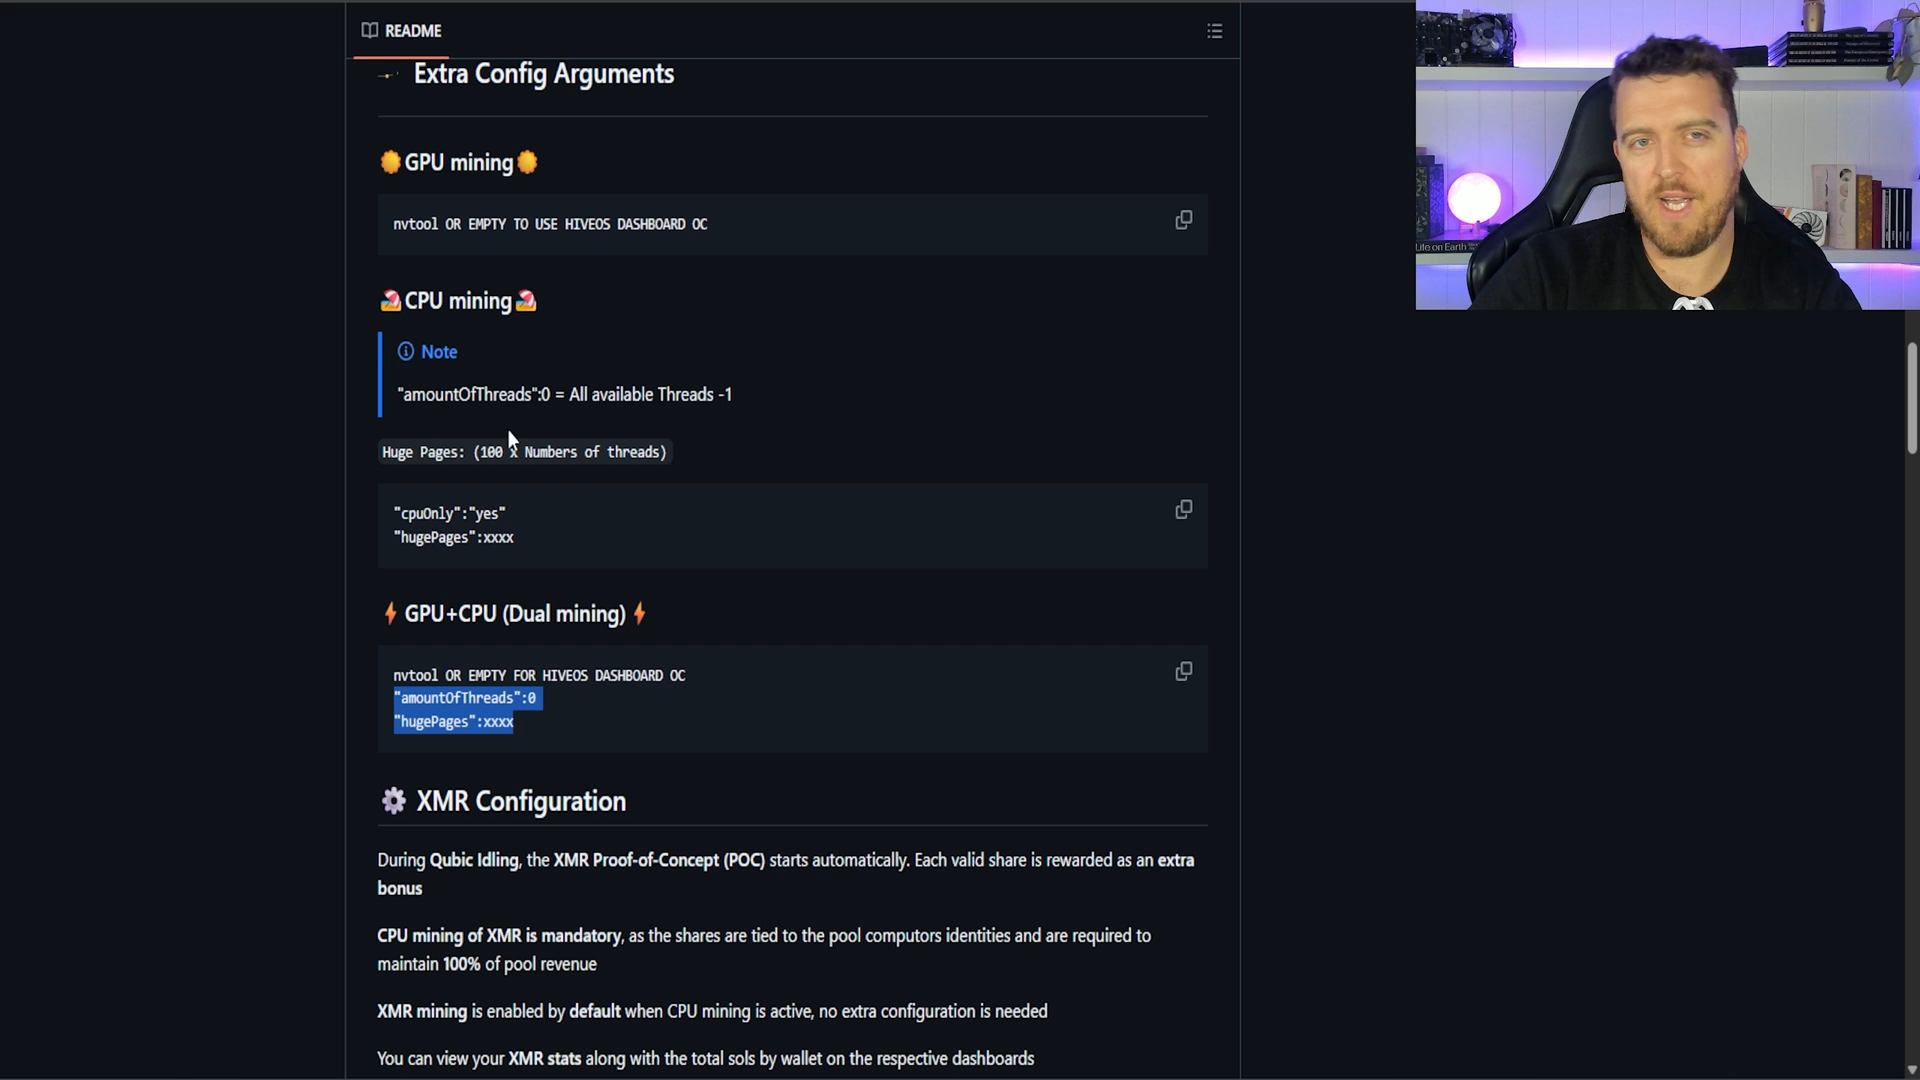 README
Extra Config Arguments
GPU mining
nvtool OR EMPTY TO USE HIVEOS DASHBOARD OC
CPU mining
Note
"amountOfThreads":0 = All available Threads -1
Huge Pages: (100 x Numbers of threads)
"cpuOnly":"yes"
"hugePages":xxxx
GPU+CPU (Dual mining)
nvtool OR EMPTY FOR HIVEOS DASHBOARD OC
"amountOfThreads":0
"hugePages":xxxx
XMR Configuration
During Qubic Idling, the XMR Proof-of-Concept (POC) starts automatically. Each valid share is rewarded as an extra
bonus
CPU mining of XMR is mandatory, as the shares are tied to the pool computors identities and are required to
maintain 100% of pool revenue
XMR mining is enabled by default when CPU mining is active, no extra configuration is needed
You can view your XMR stats along with the total sols by wallet on the respective dashboards
Life on Earth